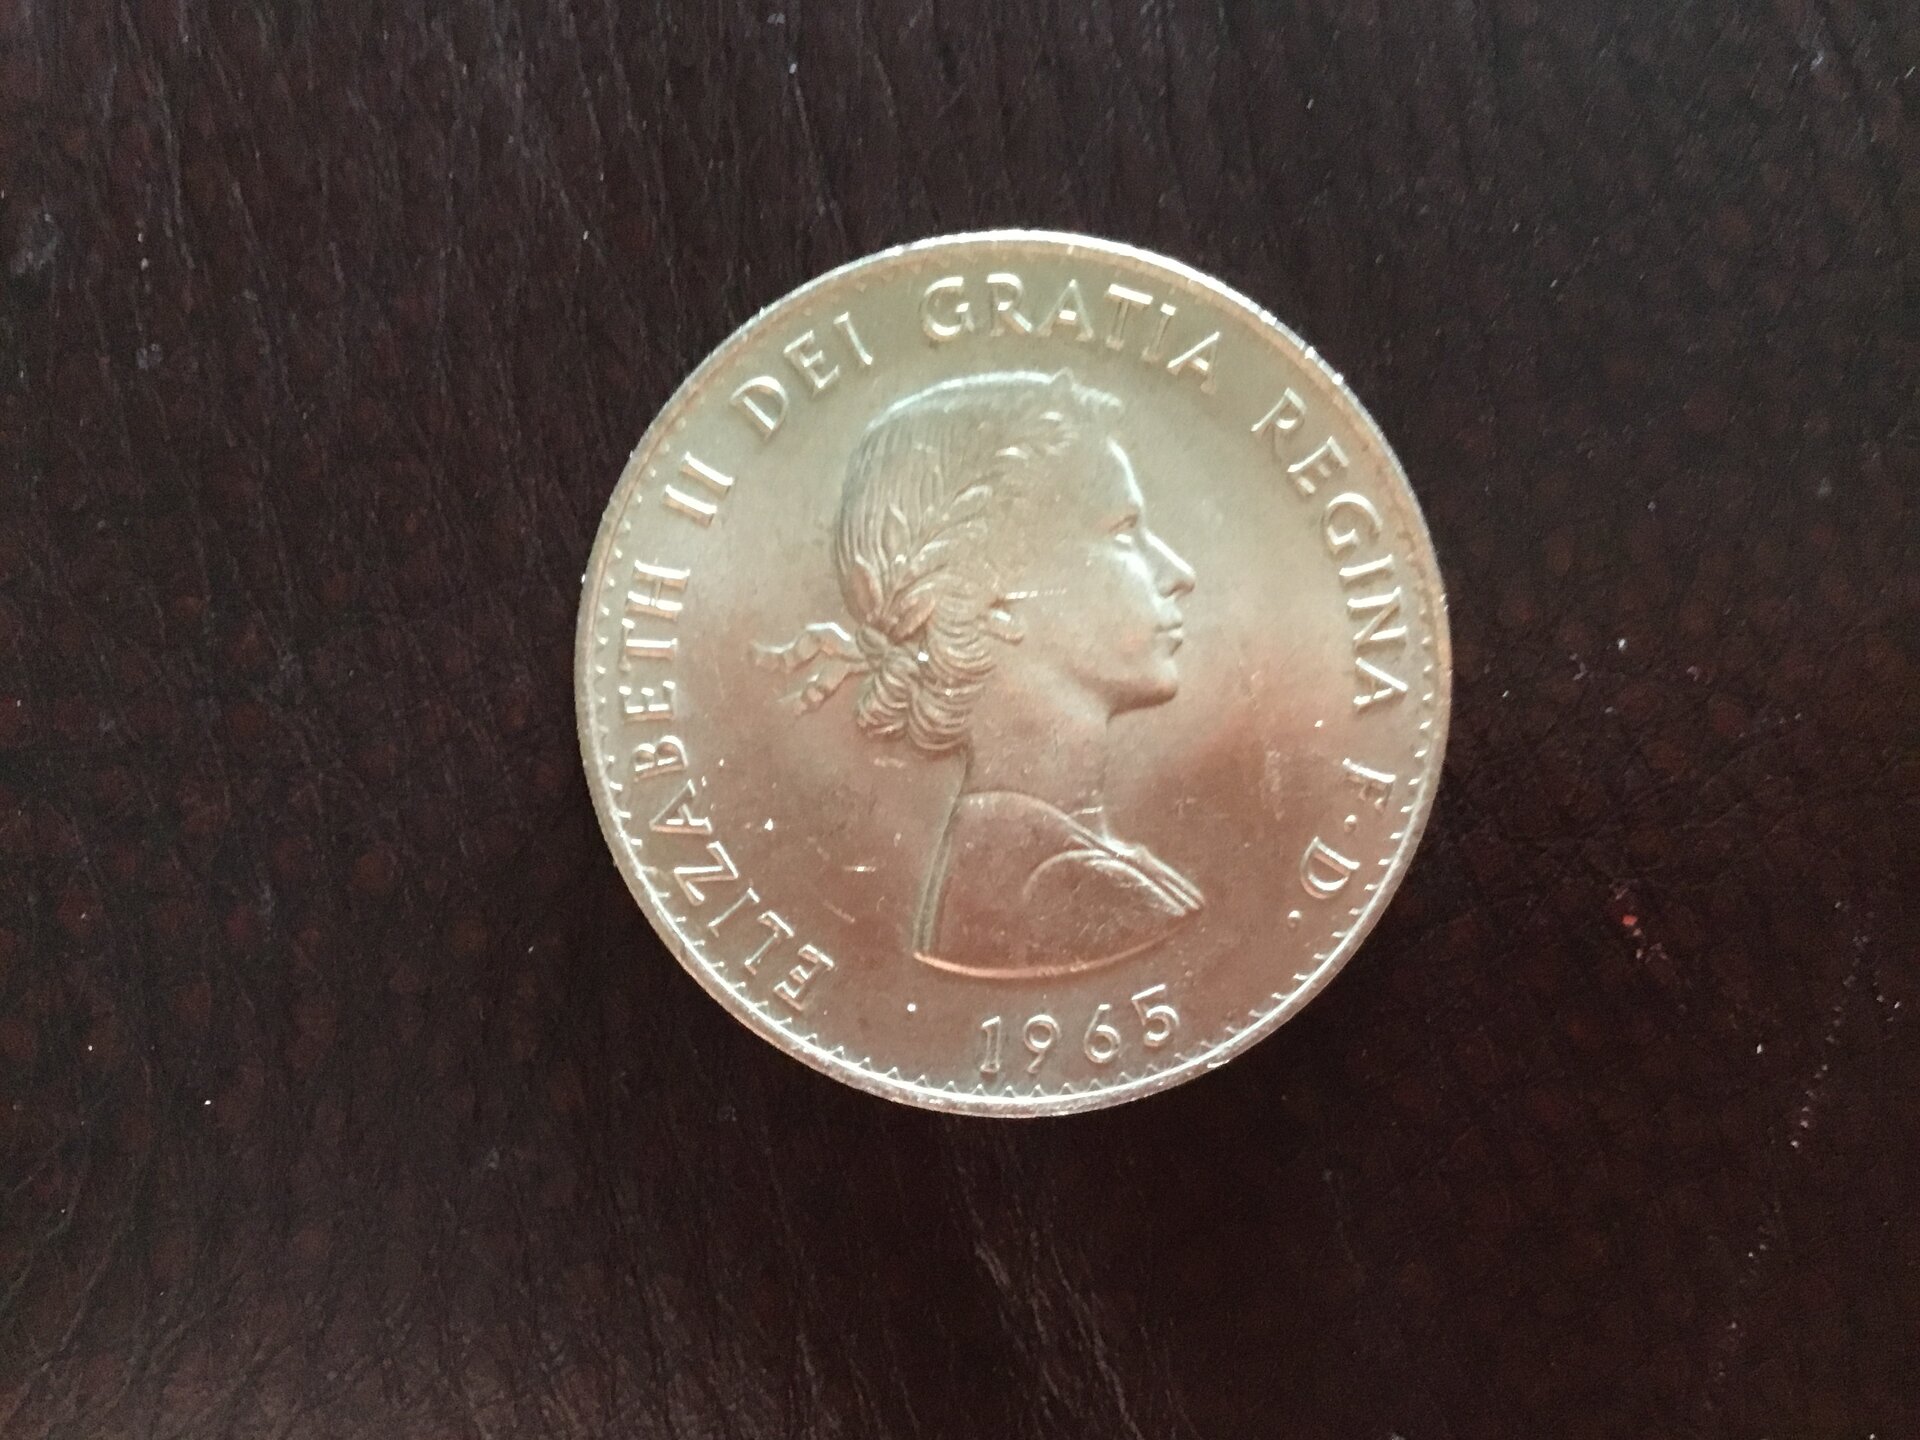 ELIZABETH II DEI GRATIA REGINA F·D·
1965